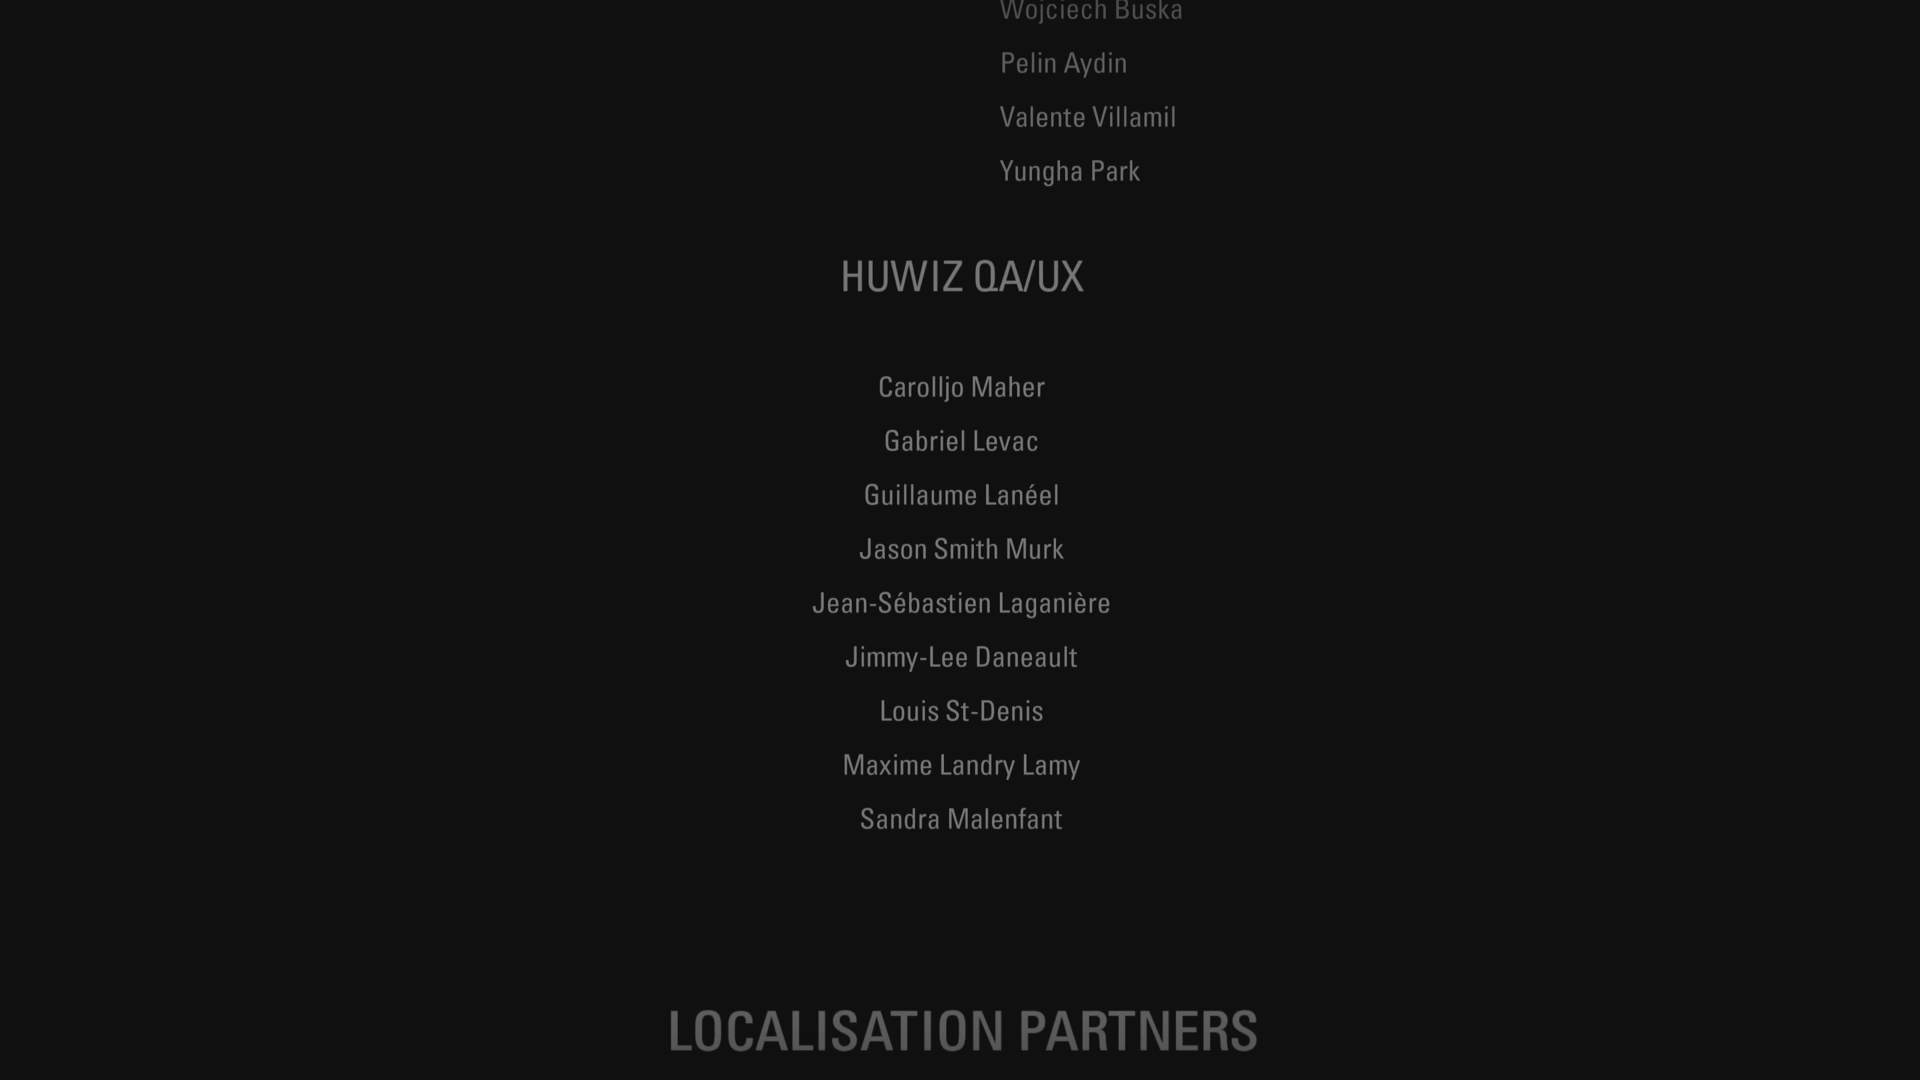 Wojciech Buska
Pelin Aydin
Valente Villamil
Yungha Park
HUWIZ QA/UX
Carolljo Maher
Gabriel Levac
Guillaume Lanéel
Jason Smith Murk
Jean-Sébastien Laganière
Jimmy-Lee Daneault
Louis St-Denis
Maxime Landry Lamy
Sandra Malenfant
LOCALISATION PARTNERS